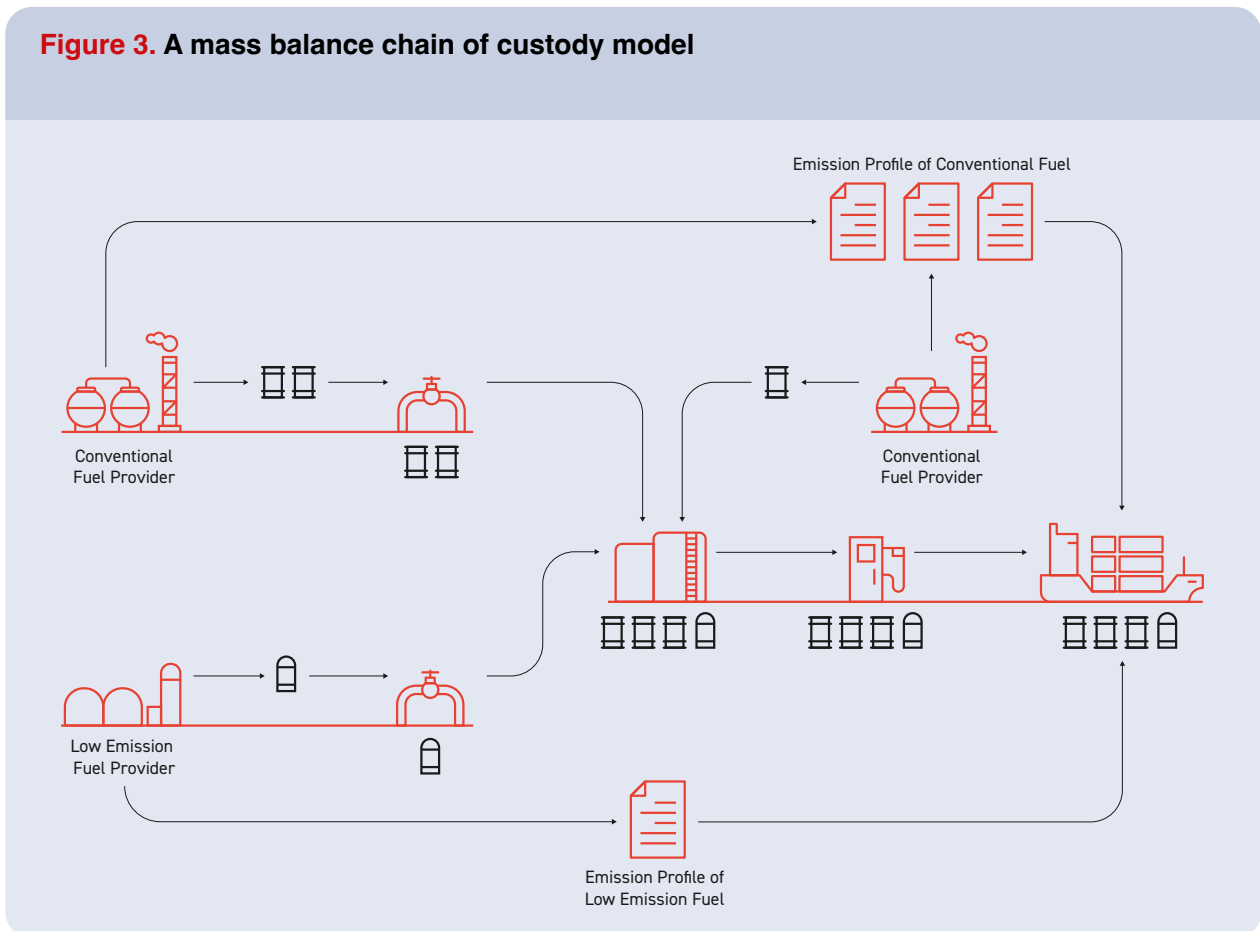 Figure 3. A mass balance chain of custody model
Emission Profile of Conventional Fuel
Conventional
Fuel Provider
Conventional
Fuel Provider
Low Emission
Fuel Provider
Emission Profile of
Low Emission Fuel